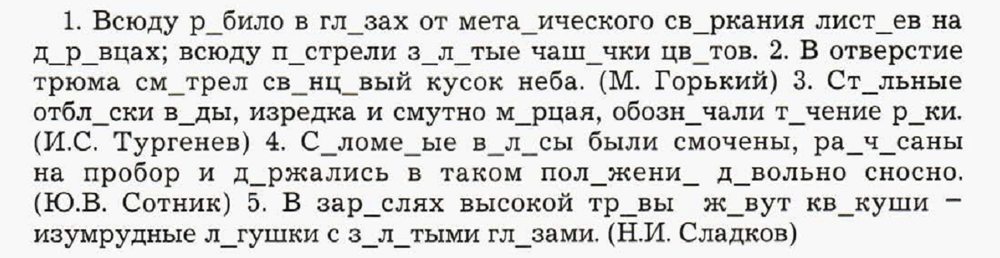 1. Всюду р_било в гл_зах от мета_ического св_ркания лист_ев на
д_р_вцах; всюду п_стрели з_л_тые чаш_чки цв_тов. 2. В отверстие
трюма см_трел св_нц_вый кусок неба. (М. Горький) 3. Ст_льные
отбл_ски в_ды, изредка и смутно м_рцая, обозн_чали т_чение р_ки.
(И.С. Тургенев) 4. С_ломе_ые в_л_сы были смочены, ра_ч_саны
на пробор и д_ржались в таком пол_жени_ д_вольно сносно.
(Ю.В. Сотник) 5. В зар_слях высокой тр_вы ж_вут кв_куши –
изумрудные л_гушки с з_л_тыми гл_зами. (Н.И. Сладков)